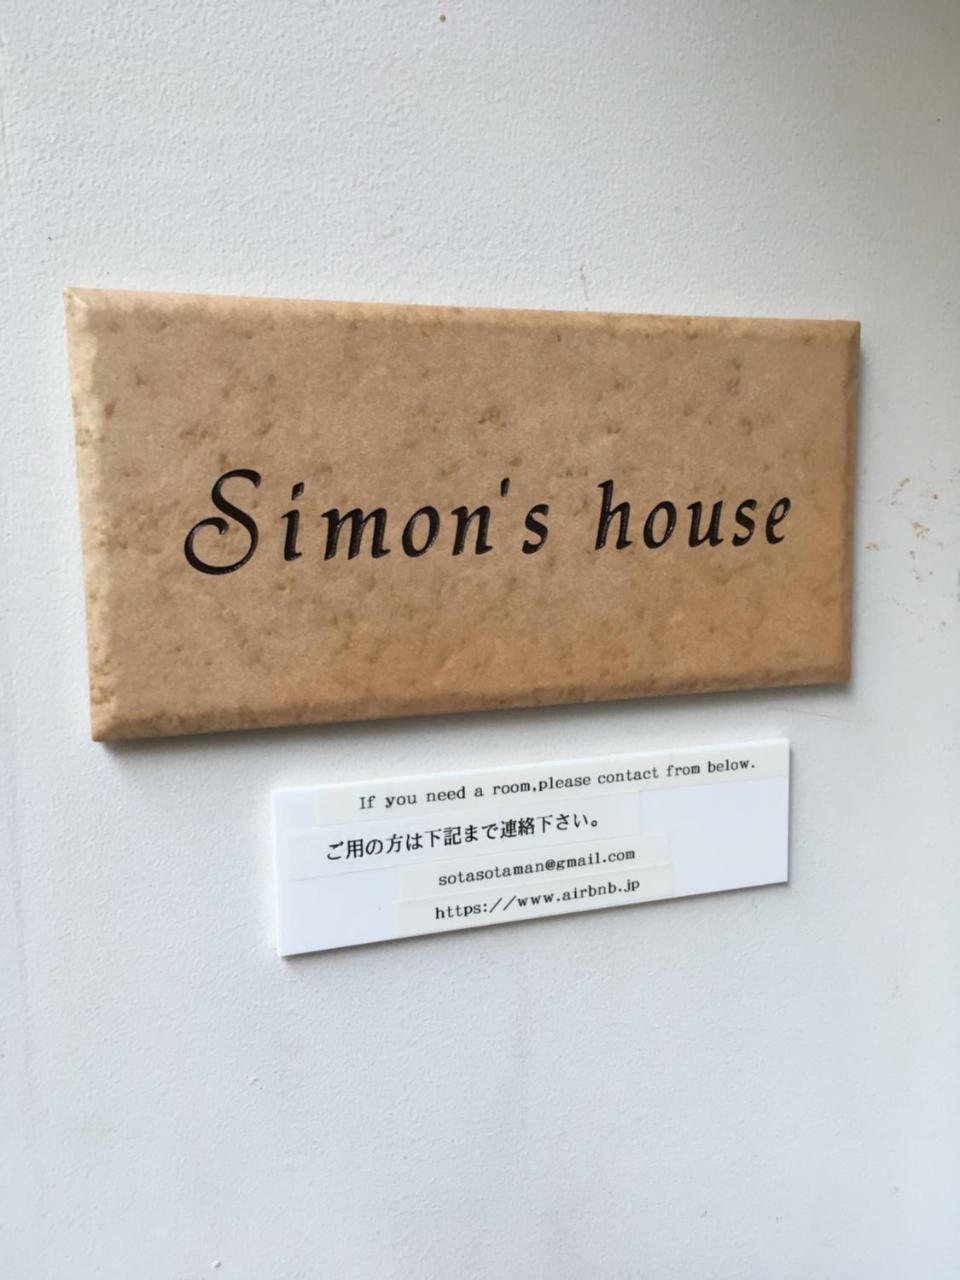 Simon's house
If you need a room,please contact from below.
ご用の方は下記まで連絡下さい。
sotasotaman@gmail.com
https://www.airbnb.jp